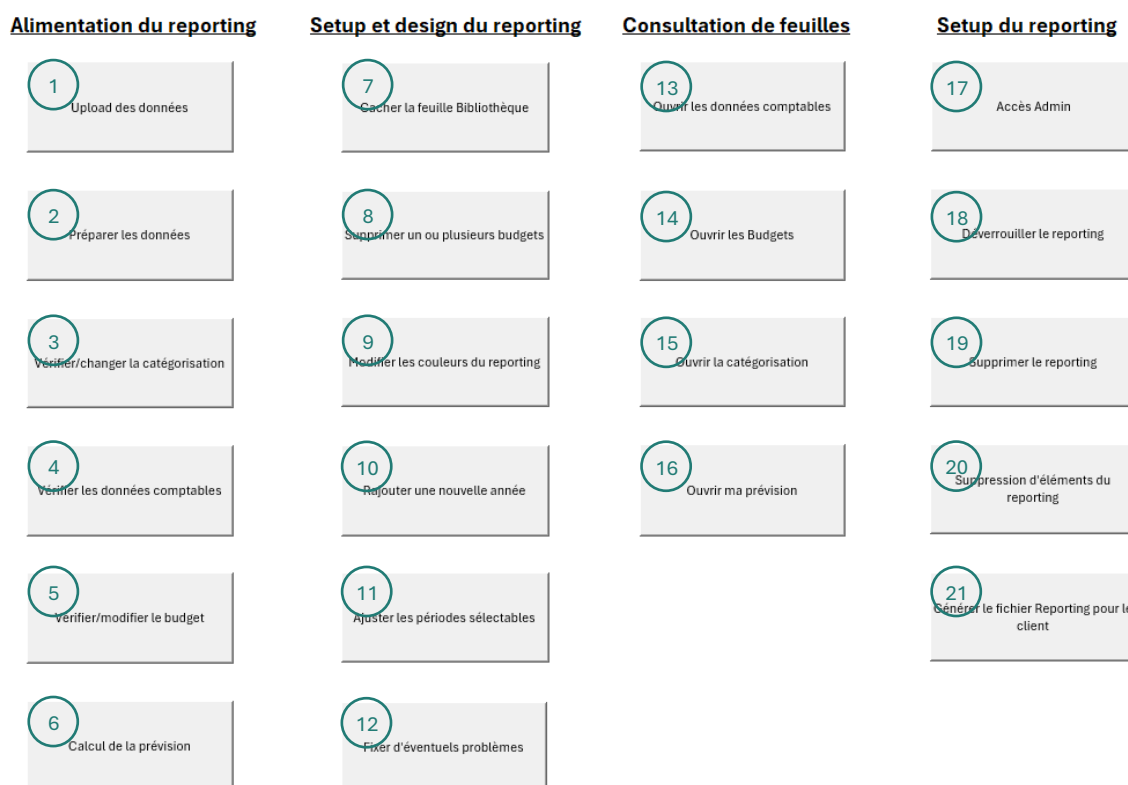 Alimentation du reporting
1
Upload des données
2
Préparer les données
3
Vérifier/changer la catégorisation
4
Vérifier les données comptables
5
Vérifier/modifier le budget
6
Calcul de la prévision
Setup et design du reporting
7
Cacher la feuille Bibliothèque
8
Supprimer un ou plusieurs budgets
9
Modifier les couleurs du reporting
10
Rajouter une nouvelle année
11
Ajuster les périodes sélectables
12
Fixer d'éventuels problèmes
Consultation de feuilles
13
Ouvrir les données comptables
14
Ouvrir les Budgets
15
Ouvrir la catégorisation
16
Ouvrir ma prévision
Setup du reporting
17
Accès Admin
18
Déverrouiller le reporting
19
Supprimer le reporting
20
Suppression d'éléments du
reporting
21
Générer le fichier Reporting pour le
client